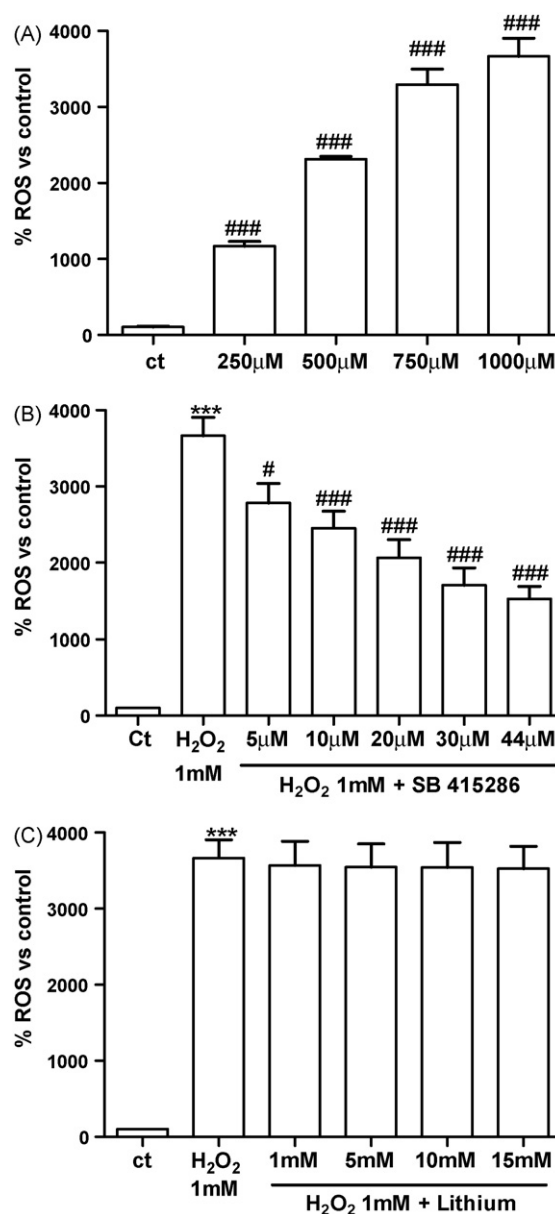 (A)
% ROS vs control
4000
3000
2000
1000
0
###
###
###
###
ct
250μM
500μM
750μM
1000μM
(B)
% ROS vs control
4000
3000
2000
1000
0
***
#
###
###
###
###
Ct
H₂O₂
1mM
5μM
10μM
20μM
30μM
44μM
H₂O₂ 1mM + SB 415286
(C)
% ROS vs control
4000
3000
2000
1000
0
***
ct
H₂O₂
1mM
1mM
5mM
10mM
15mM
H₂O₂ 1mM + Lithium